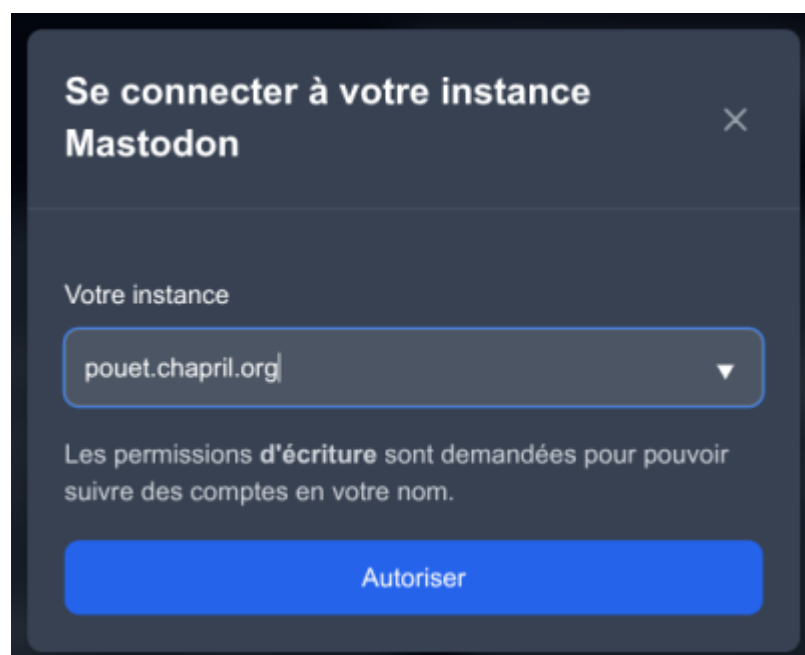 Se connecter à votre instance
Mastodon
Votre instance
pouet.chapril.org
Les permissions d'écriture sont demandées pour pouvoir
suivre des comptes en votre nom.
Autoriser